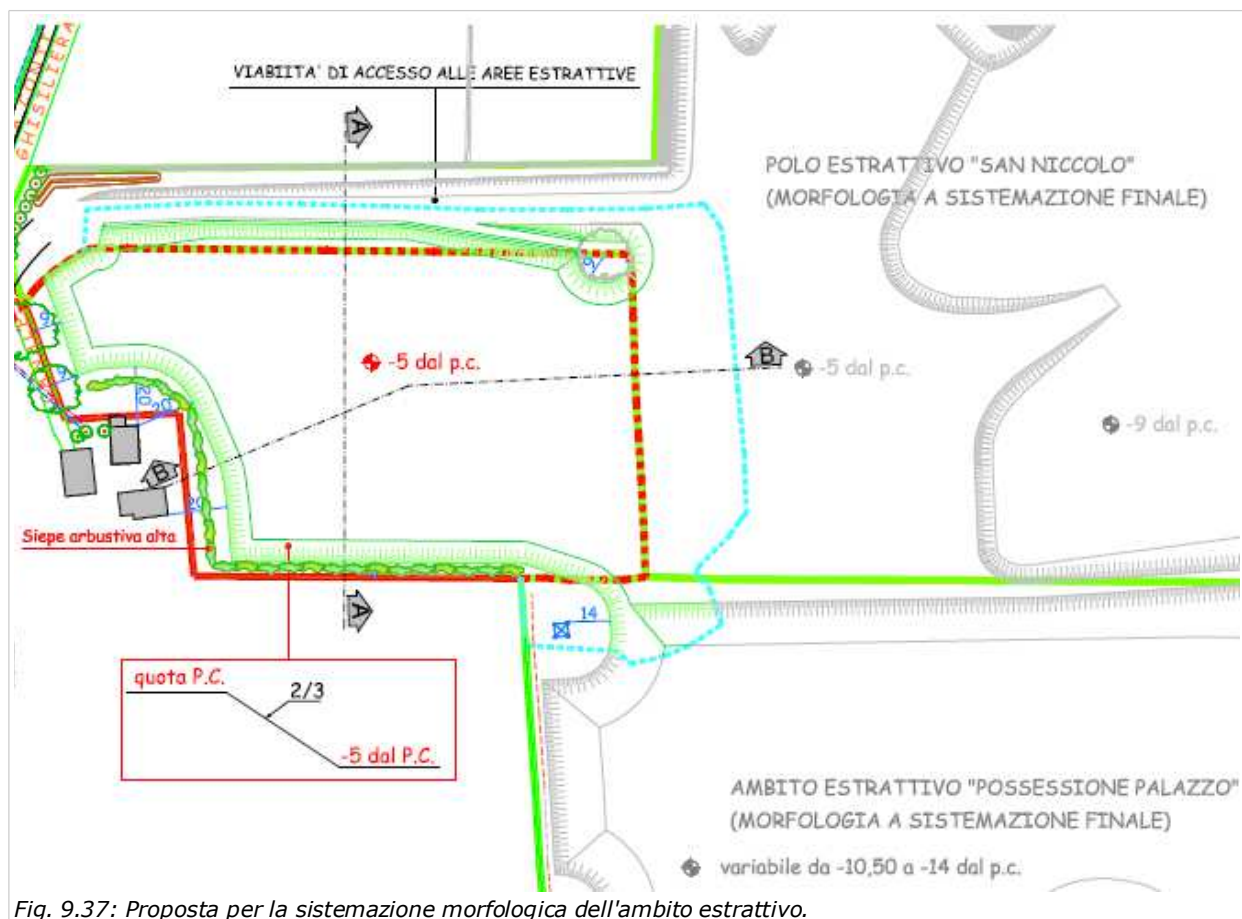 GHISILIERA
VIABIITA' DI ACCESSO ALLE AREE ESTRATTIVE
A
POLO ESTRATTIVO "SAN NICCOLO"
(MORFOLOGIA A SISTEMAZIONE FINALE)
-5 dal p.c.
B
-5 dal p.c.
-9 dal p.c.
20
20
B
20
Siepe arbustiva alta
A
14
quota P.C.
2/3
-5 dal P.C.
AMBITO ESTRATTIVO "POSSESSIONE PALAZZO"
(MORFOLOGIA A SISTEMAZIONE FINALE)
variabile da -10,50 a -14 dal p.c.
Fig. 9.37: Proposta per la sistemazione morfologica dell'ambito estrattivo.